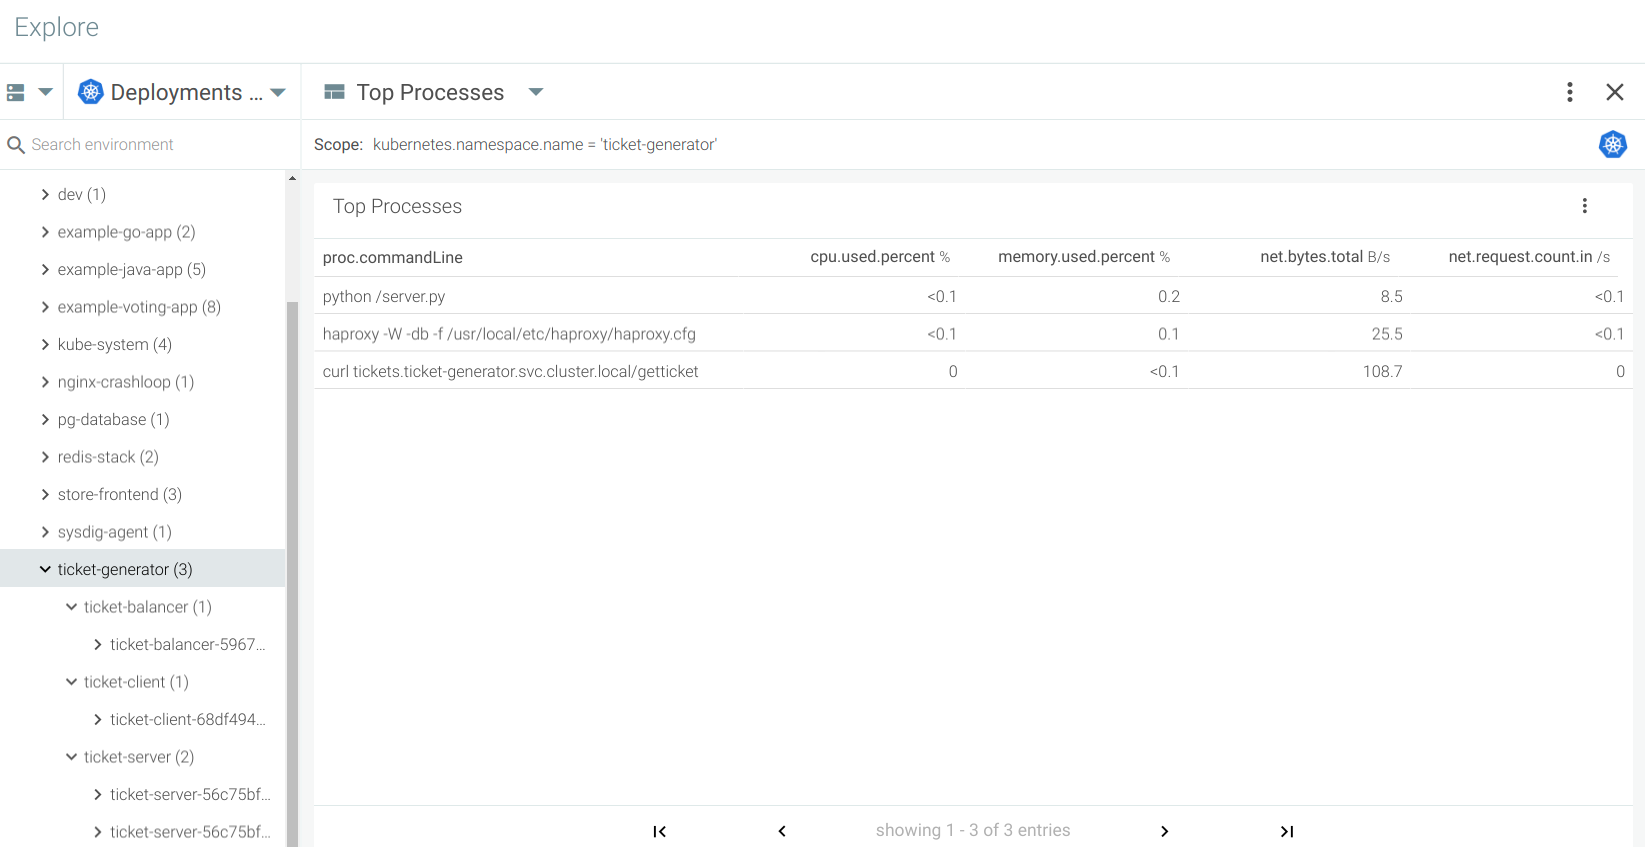 Explore
Deployments ...
Top Processes
Search environment
Scope: kubernetes.namespace.name = 'ticket-generator'
dev (1)
example-go-app (2)
example-java-app (5)
example-voting-app (8)
kube-system (4)
nginx-crashloop (1)
pg-database (1)
redis-stack (2)
store-frontend (3)
sysdig-agent (1)
ticket-generator (3)
ticket-balancer (1)
ticket-balancer-5967...
ticket-client (1)
ticket-client-68df494...
ticket-server (2)
ticket-server-56c75bf...
ticket-server-56c75bf...
Top Processes
proc.commandLine cpu.used.percent % memory.used.percent % net.bytes.total B/s net.request.count.in /s
python /server.py <0.1 0.2 8.5 <0.1
haproxy -W -db -f /usr/local/etc/haproxy/haproxy.cfg <0.1 0.1 25.5 <0.1
curl tickets.ticket-generator.svc.cluster.local/getticket 0 <0.1 108.7 0
showing 1 - 3 of 3 entries